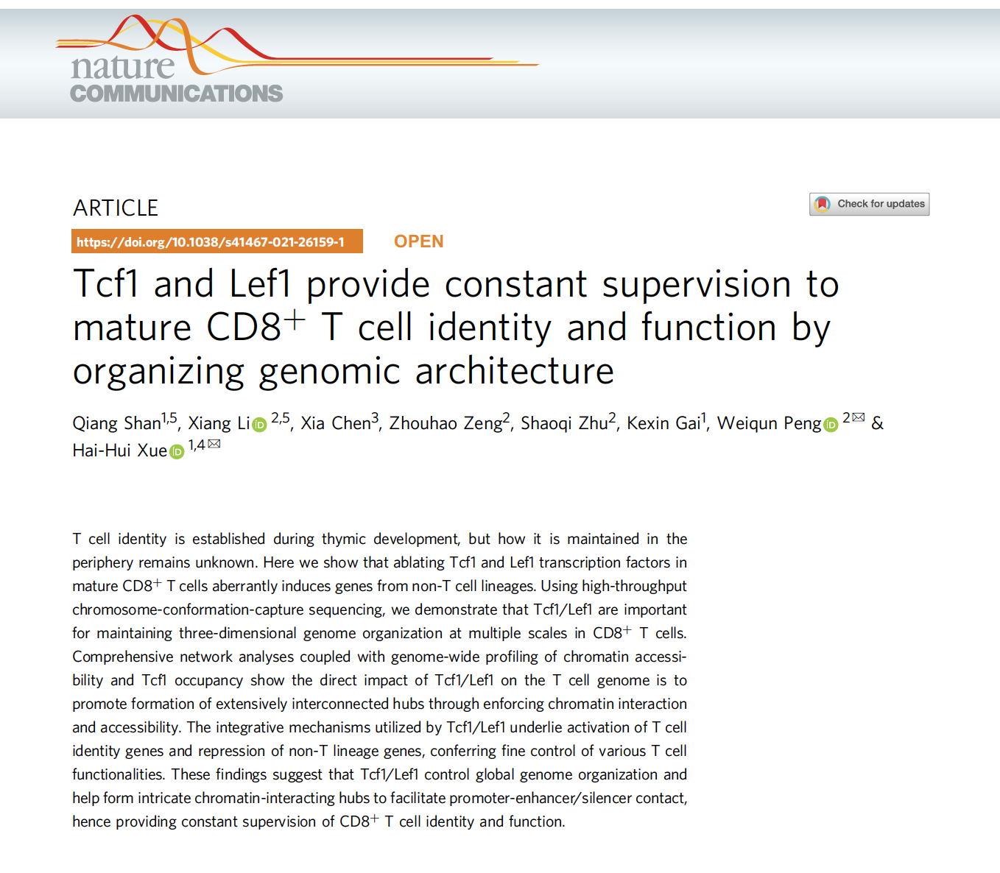 nature
COMMUNICATIONS
ARTICLE
Check for updates
https://doi.org/10.1038/s41467-021-26159-1
OPEN
Tcf1 and Lef1 provide constant supervision to
mature CD8+ T cell identity and function by
organizing genomic architecture
Qiang Shan1,5, Xiang Li iD 2,5, Xia Chen3, Zhouhao Zeng2, Shaoqi Zhu2, Kexin Gai1, Weiqun Peng iD 2✉ &
Hai-Hui Xue iD 1,4✉
T cell identity is established during thymic development, but how it is maintained in the
periphery remains unknown. Here we show that ablating Tcf1 and Lef1 transcription factors in
mature CD8+ T cells aberrantly induces genes from non-T cell lineages. Using high-throughput
chromosome-conformation-capture sequencing, we demonstrate that Tcf1/Lef1 are important
for maintaining three-dimensional genome organization at multiple scales in CD8+ T cells.
Comprehensive network analyses coupled with genome-wide profiling of chromatin accessi-
bility and Tcf1 occupancy show the direct impact of Tcf1/Lef1 on the T cell genome is to
promote formation of extensively interconnected hubs through enforcing chromatin interaction
and accessibility. The integrative mechanisms utilized by Tcf1/Lef1 underlie activation of T cell
identity genes and repression of non-T lineage genes, conferring fine control of various T cell
functionalities. These findings suggest that Tcf1/Lef1 control global genome organization and
help form intricate chromatin-interacting hubs to facilitate promoter-enhancer/silencer contact,
hence providing constant supervision of CD8+ T cell identity and function.